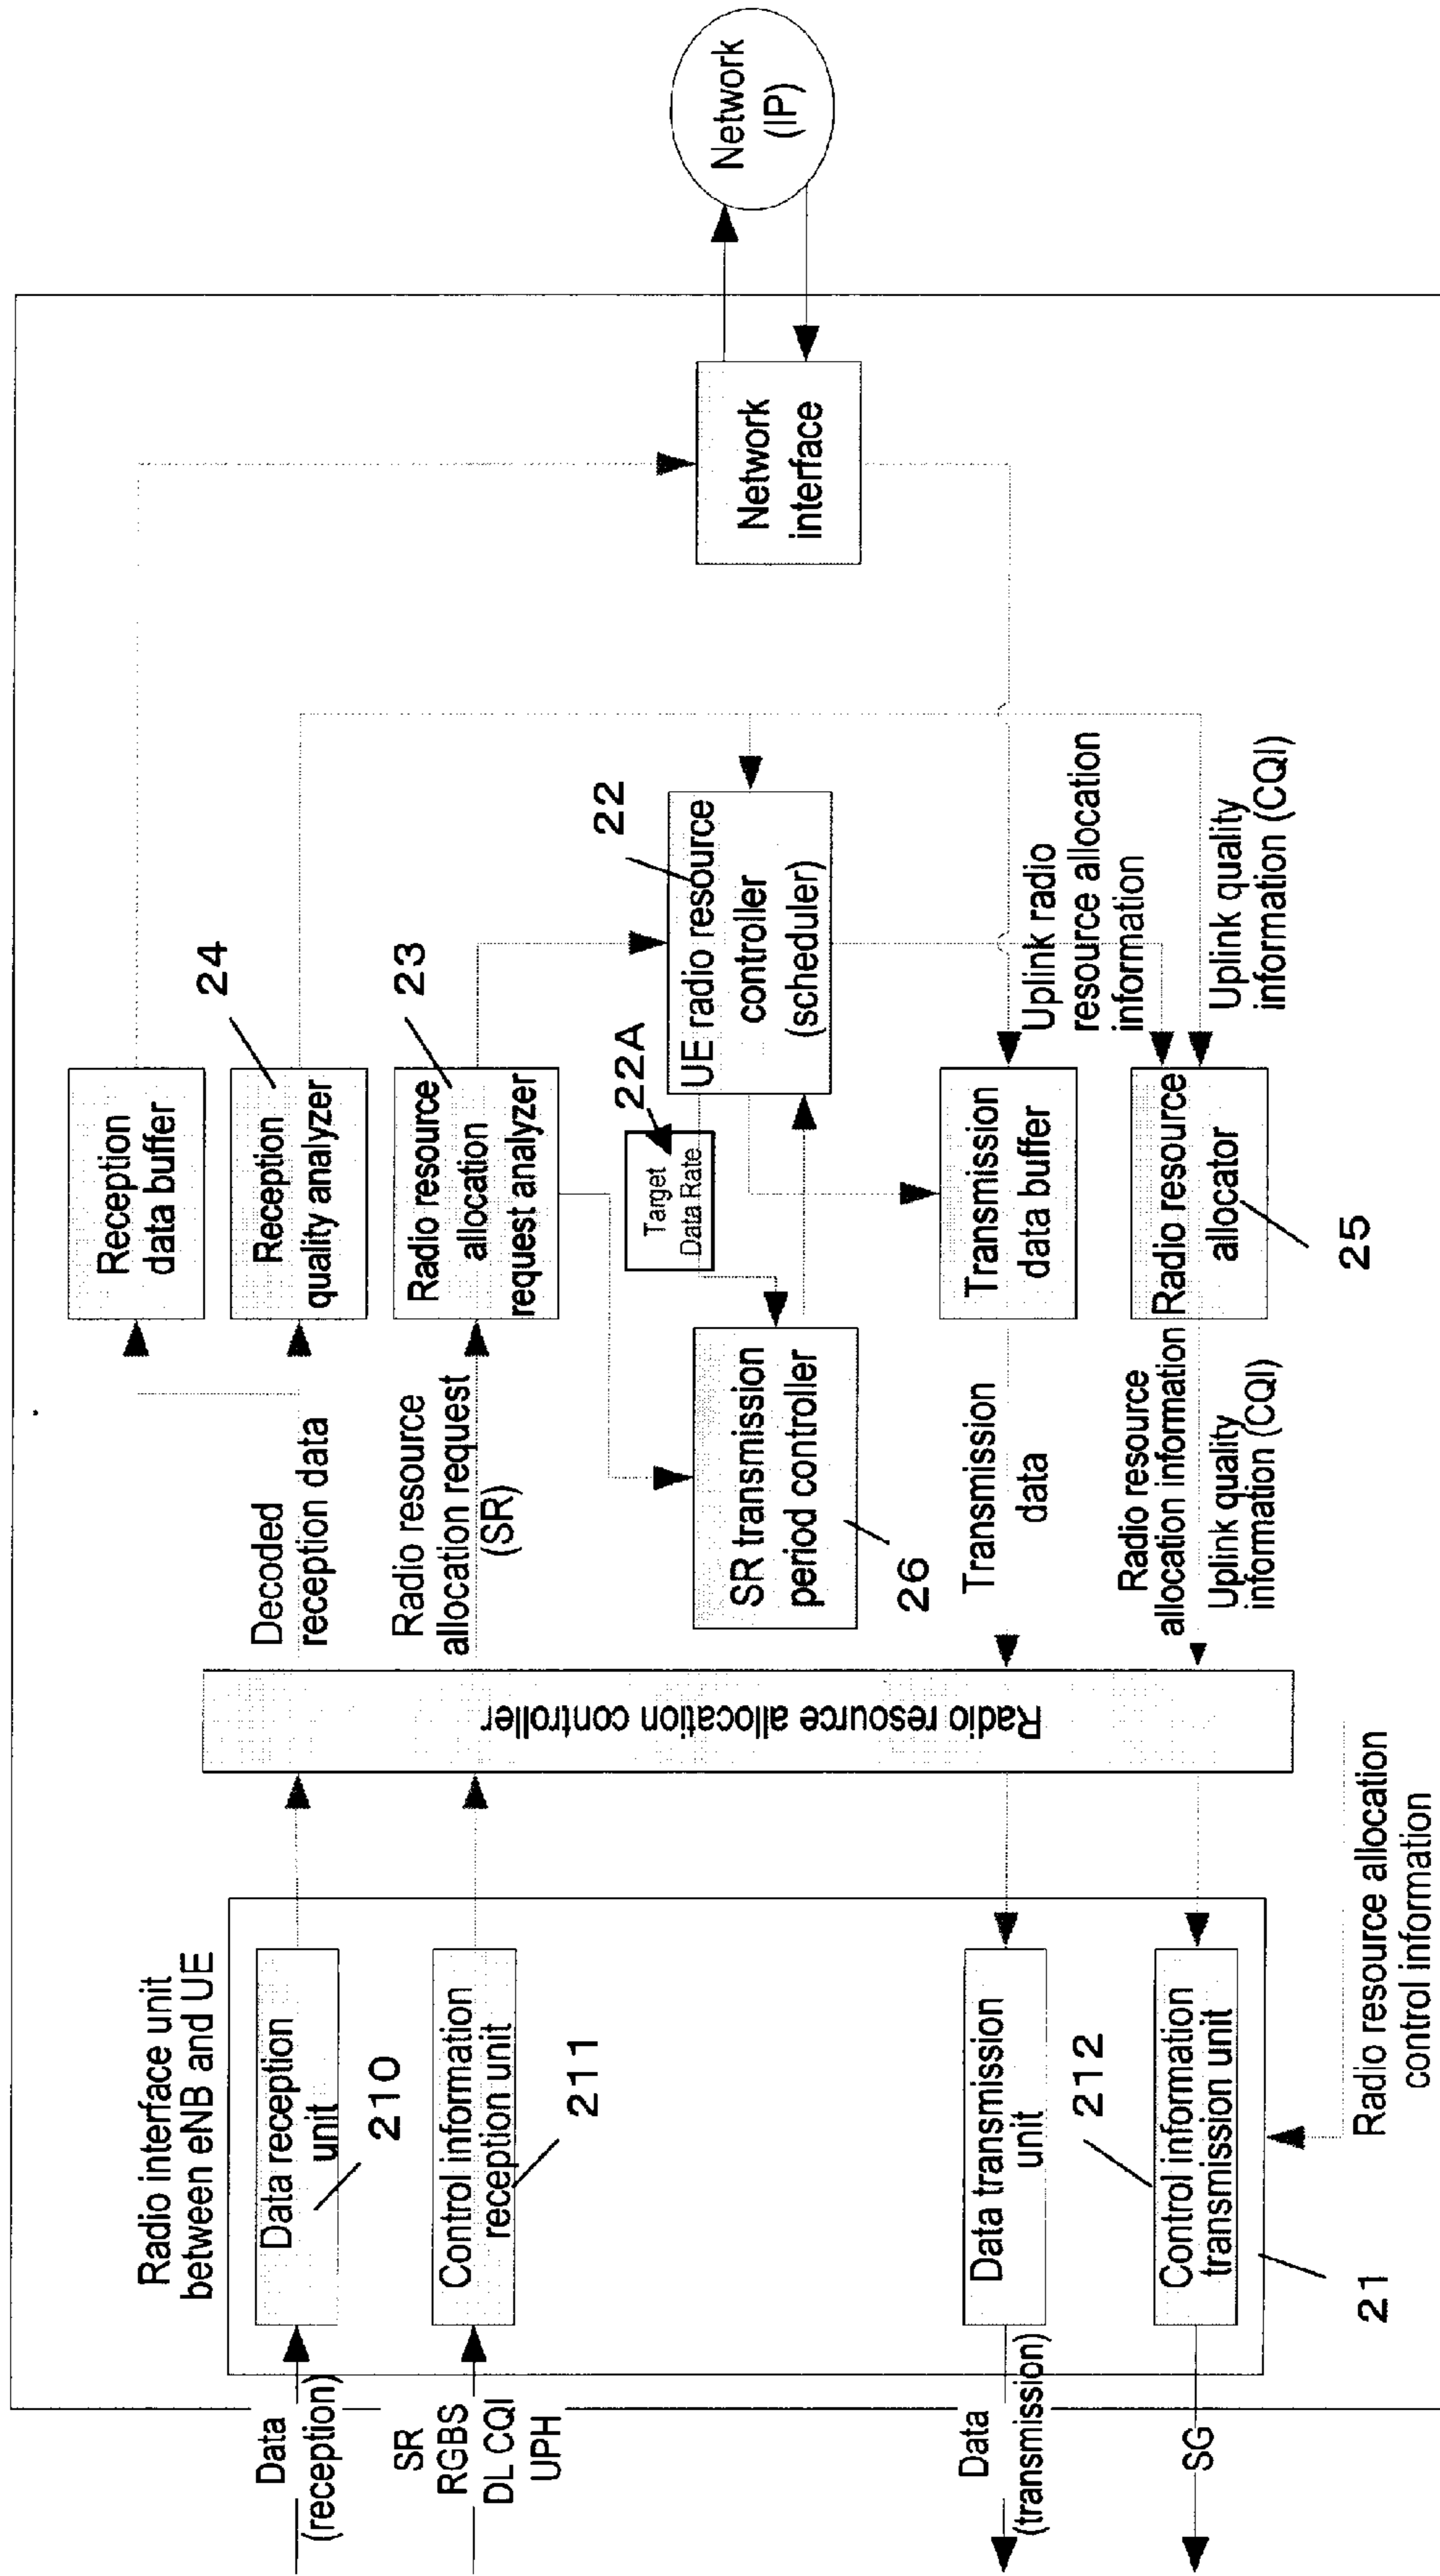 Radio interface unit
between eNB and UE
Data
(reception)
Data reception
unit
210
SR
RGBS
DL CQI
UPH
Control information
reception unit
211
Data
(transmission)
Data transmission
unit
212
SG
Control information
transmission unit
21
Radio resource allocation
control information
Radio resource allocation controller
Decoded
reception data
Radio resource
allocation request
(SR)
SR transmission
period controller
26
Transmission
data
Radio resource
allocation information
Uplink quality
information (CQI)
Reception
data buffer
Reception
quality analyzer
24
Radio resource
allocation
request analyzer
23
Target
Data Rate
22A
UE radio resource
controller
(scheduler)
22
Transmission
data buffer
Radio resource
allocator
25
Uplink radio
resource allocation
information
Uplink quality
information (CQI)
Network
interface
Network
(IP)